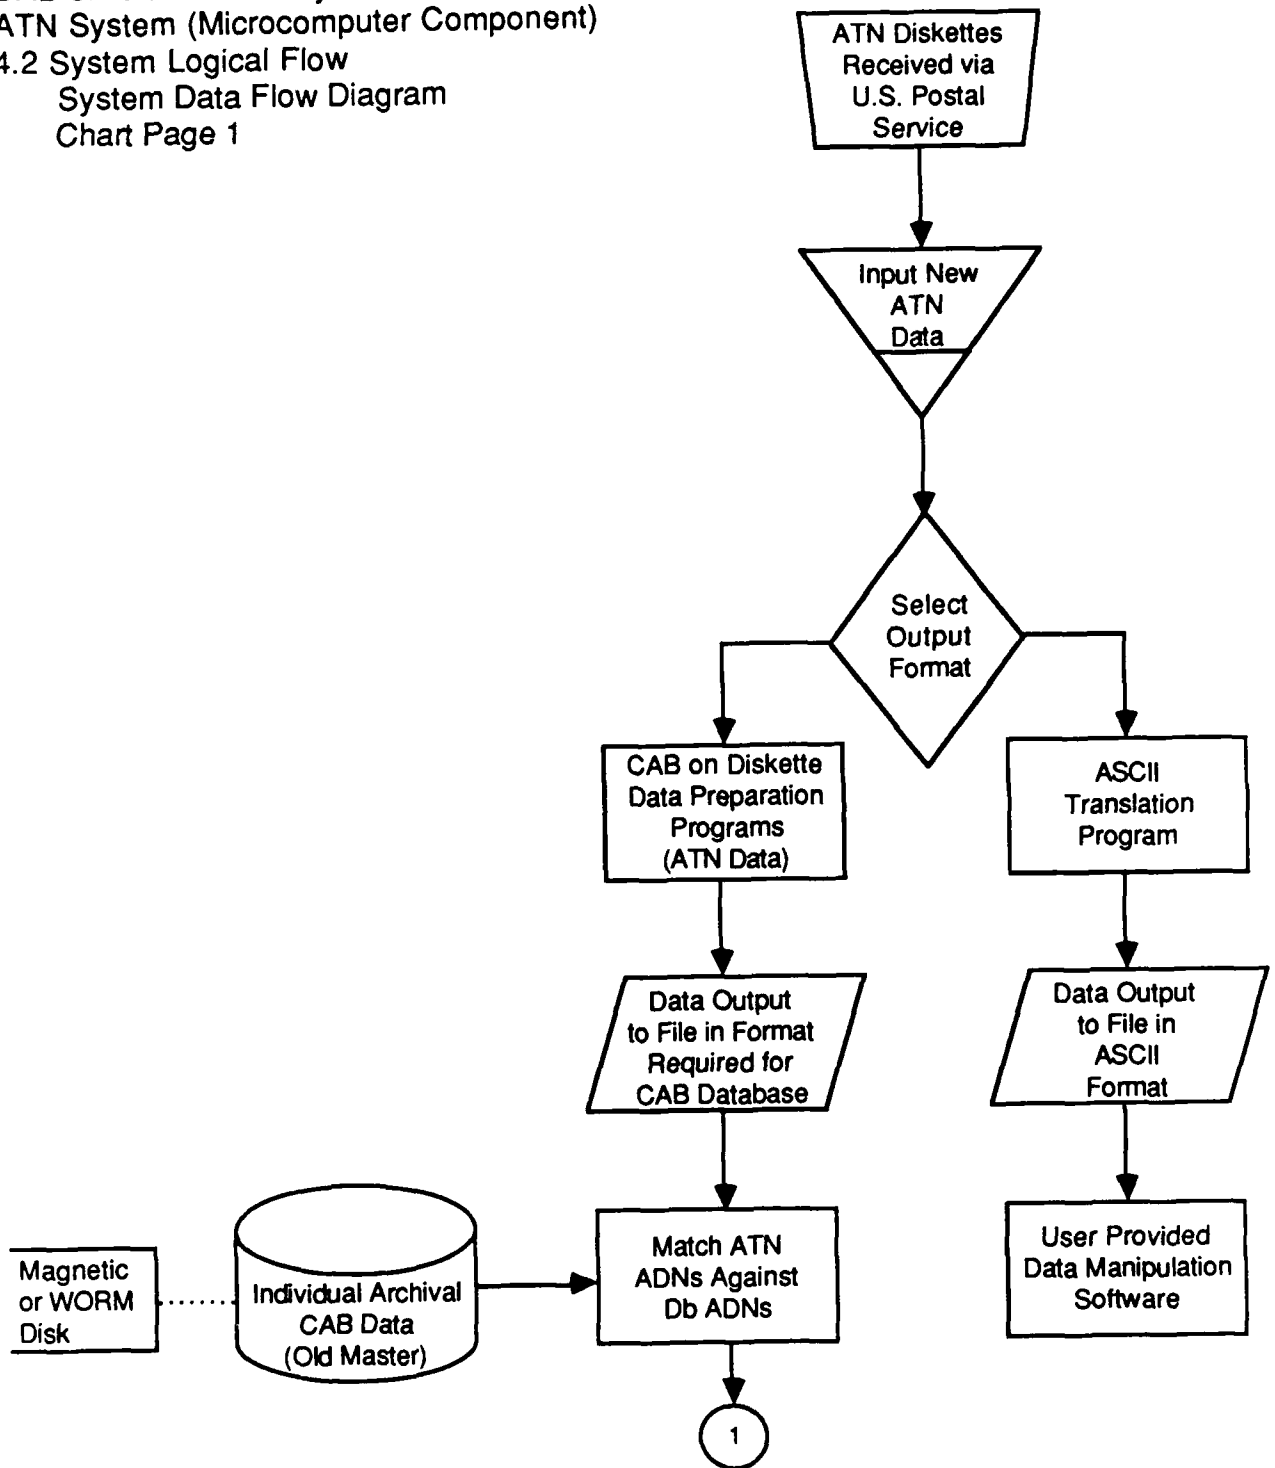 ATN System (Microcomputer Component)
4.2 System Logical Flow
System Data Flow Diagram
Chart Page 1
ATN Diskettes
Received via
U.S. Postal
Service
Input New
ATN
Data
Select
Output
Format
CAB on Diskette
Data Preparation
Programs
(ATN Data)
ASCII
Translation
Program
Data Output
to File in Format
Required for
CAB Database
Data Output
to File in
ASCII
Format
Magnetic
or WORM
Disk
Individual Archival
CAB Data
(Old Master)
Match ATN
ADNs Against
Db ADNs
User Provided
Data Manipulation
Software
1